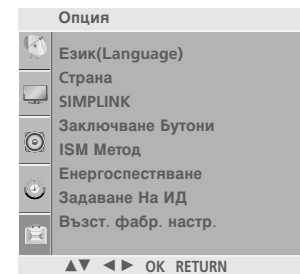 Опция
Език(Language)
Страна
SIMPLINK
Заключване Бутони
ISM Метод
Енергоспестяване
Задаване На ИД
Възст. фабр. настр.
▲▼ ◄► OK RETURN